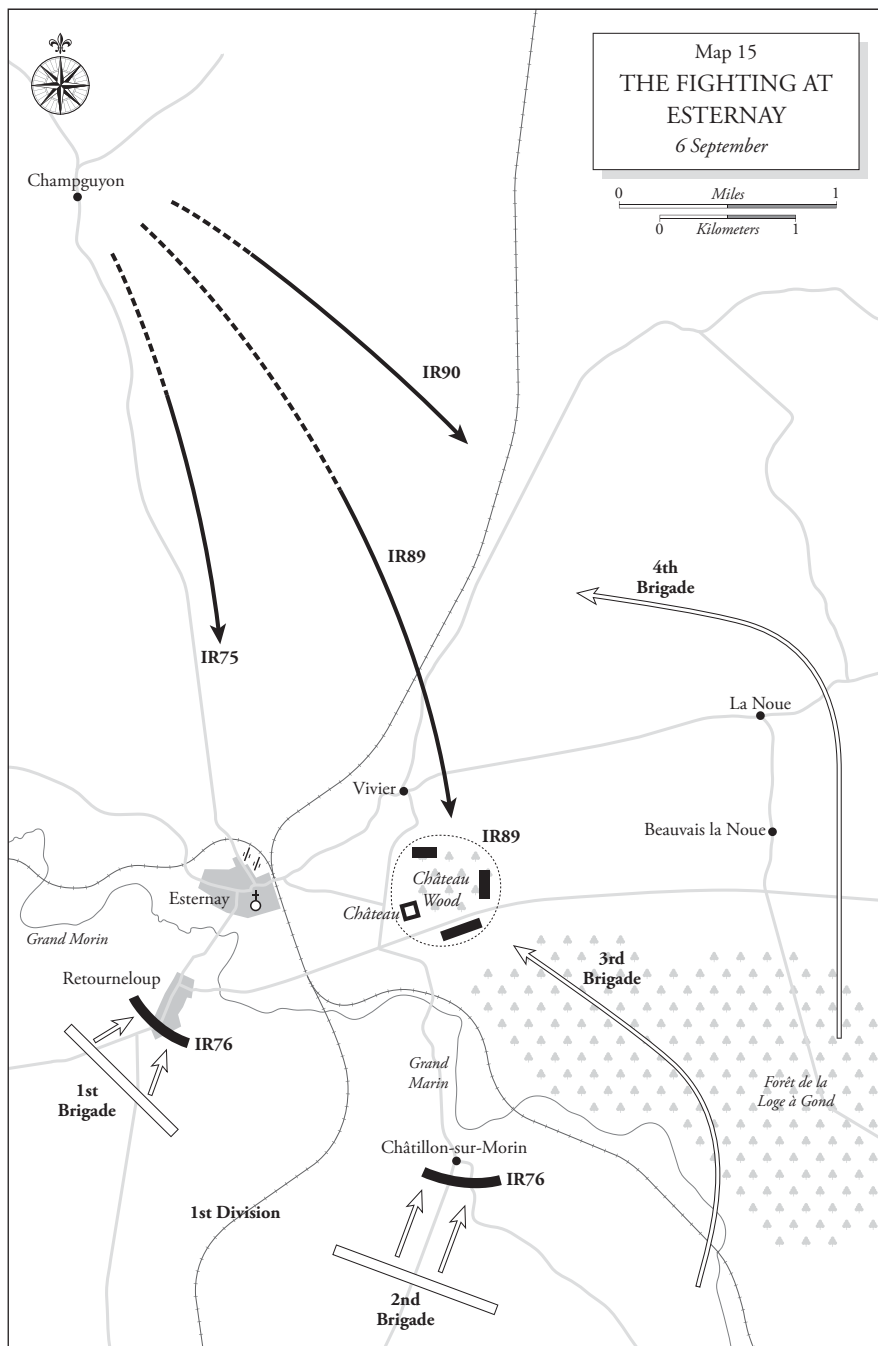 Map 15
THE FIGHTING AT
ESTERNAY
6 September
0 Miles 1
0 Kilometers 1
Champguyon
IR90
IR89
4th
Brigade
IR75
La Noue
Vivier
IR89
Beauvais la Noue
Château
Wood
Esternay
Château
Grand Morin
3rd
Brigade
Retourneloup
IR76
Grand
Marin
1st
Brigade
Forêt de la
Loge à Gond
Châtillon-sur-Morin
IR76
1st Division
2nd
Brigade